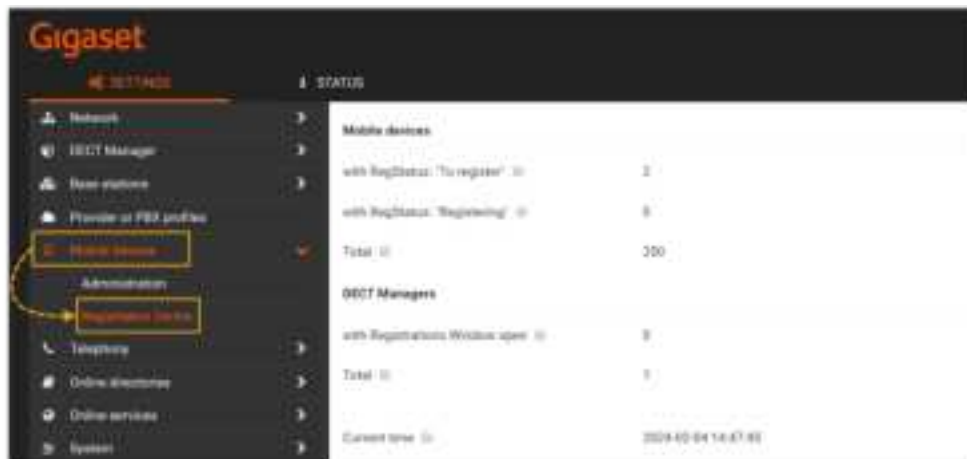 Gigaset
SETTINGS
STATUS
Network
DECT Manager
Base stations
Provider or PBX profiles
Mobile devices
Administration
Registration Centre
Telephony
Online directories
Online services
System
Mobile devices
with RegStatus: "To register" 2
with RegStatus: "Registering" 0
Total 200
DECT Managers
with Registrations Window open 0
Total 1
Current time